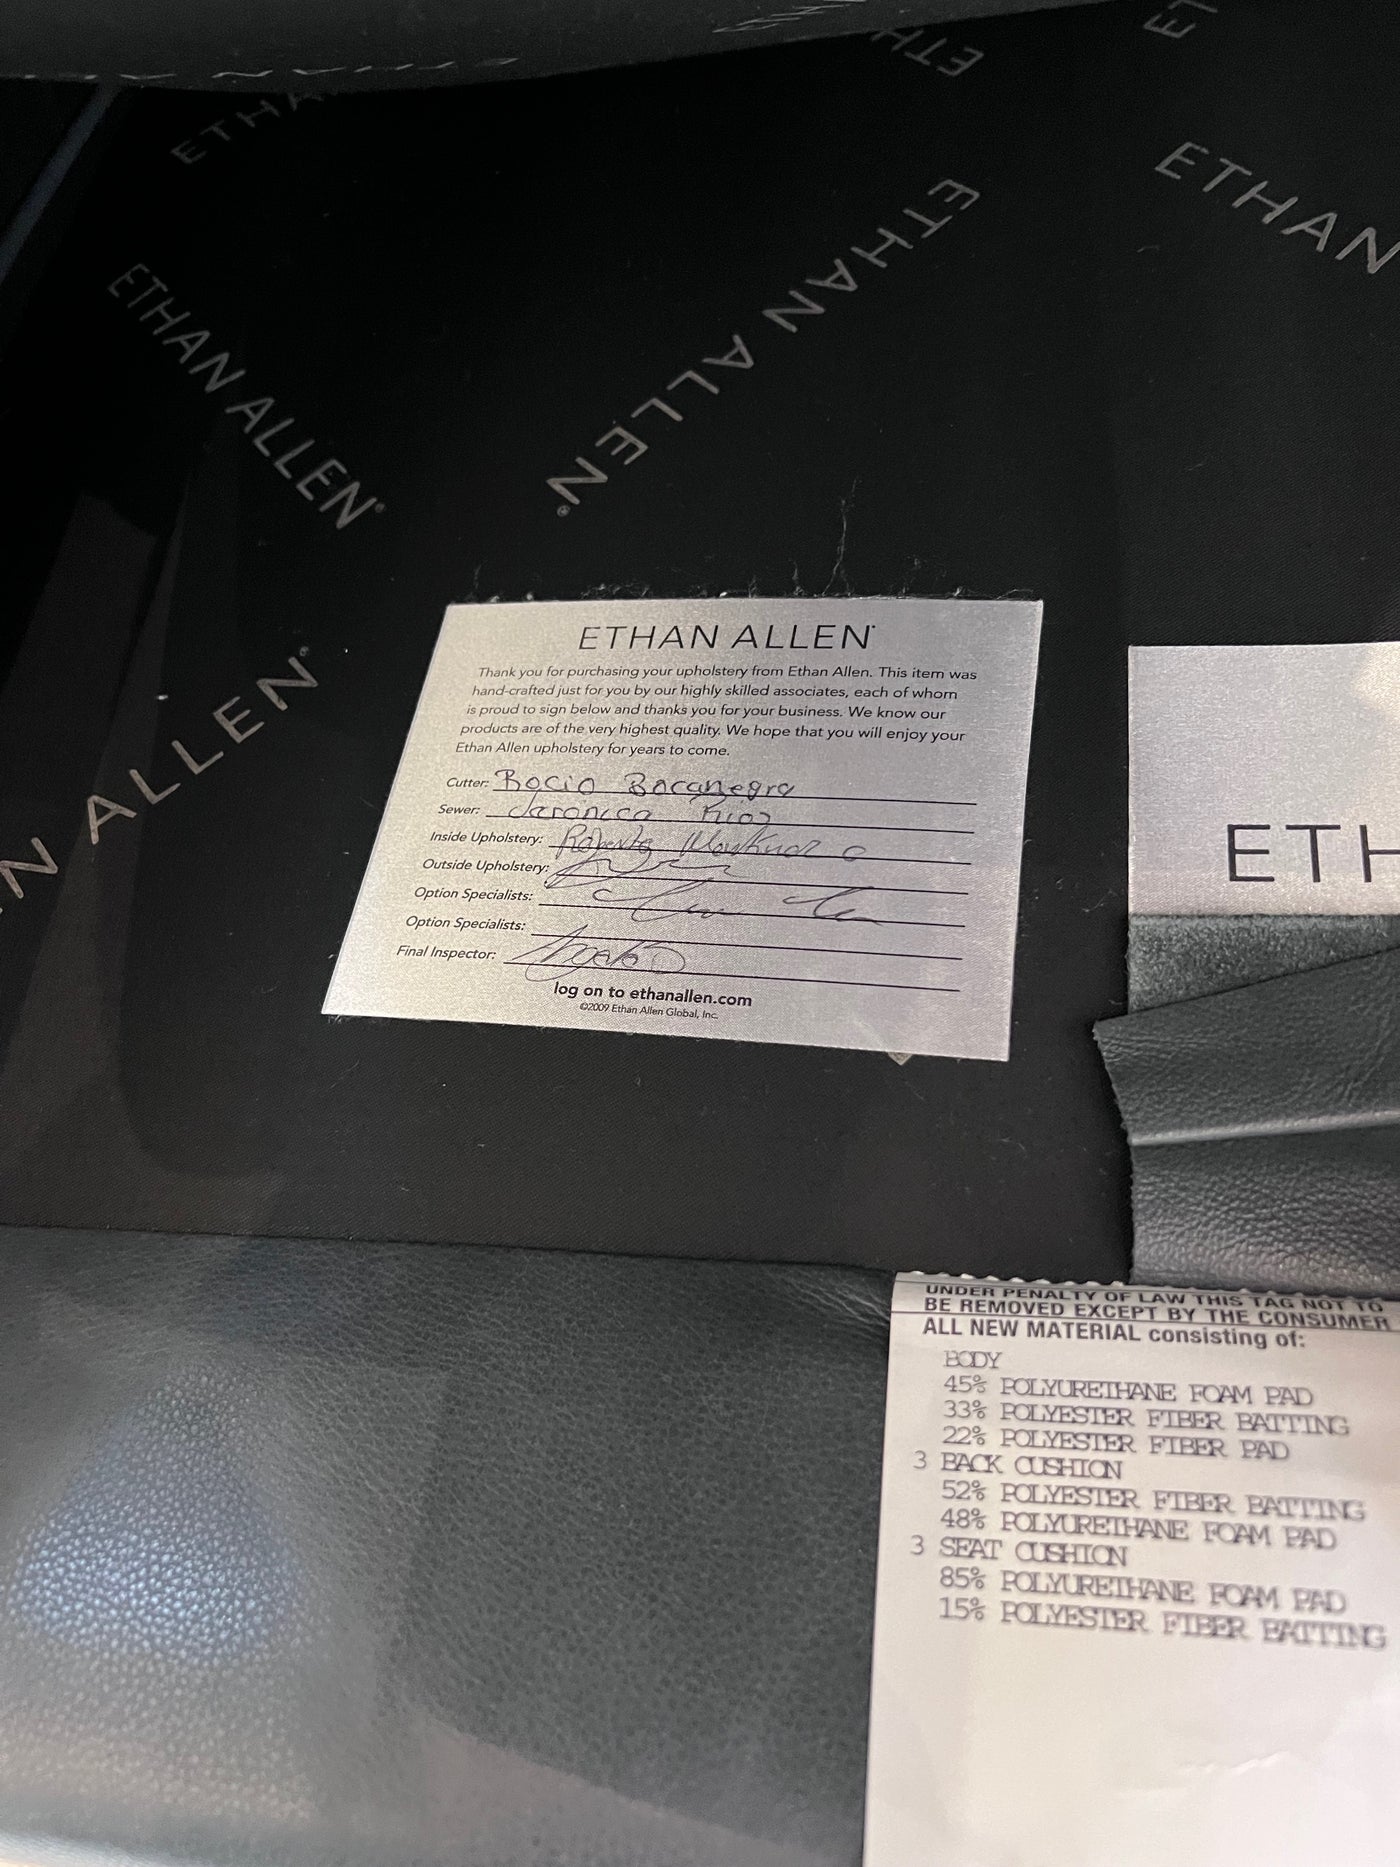 ETHAN
ETHAN
ET
ETHAN ALLEN
ETHAN ALLEN®
ETHAN
N ALLEN
ETHAN ALLEN
Thank you for purchasing your upholstery from Ethan Allen. This item was
hand-crafted just for you by our highly skilled associates, each of whom
is proud to sign below and thanks you for your business. We know our
products are of the very highest quality. We hope that you will enjoy your
Ethan Allen upholstery for years to come.
Cutter: Rocio Bocanegra
Sewer:
Inside Upholstery:
Outside Upholstery:
Option Specialists:
Option Specialists:
Final Inspector:
log on to ethanallen.com
©2009 Ethan Allen Global, Inc.
ETH
UNDER PENALTY OF LAW THIS TAG NOT TO
BE REMOVED EXCEPT BY THE CONSUMER
ALL NEW MATERIAL consisting of:
BODY
45% POLYURETHANE FOAM PAD
33% POLYESTER FIBER BATTING
22% POLYESTER FIBER PAD
3 BACK CUSHION
52% POLYESTER FIBER BATTING
48% POLYURETHANE FOAM PAD
3 SEAT CUSHION
85% POLYURETHANE FOAM PAD
15% POLYESTER FIBER BATTING